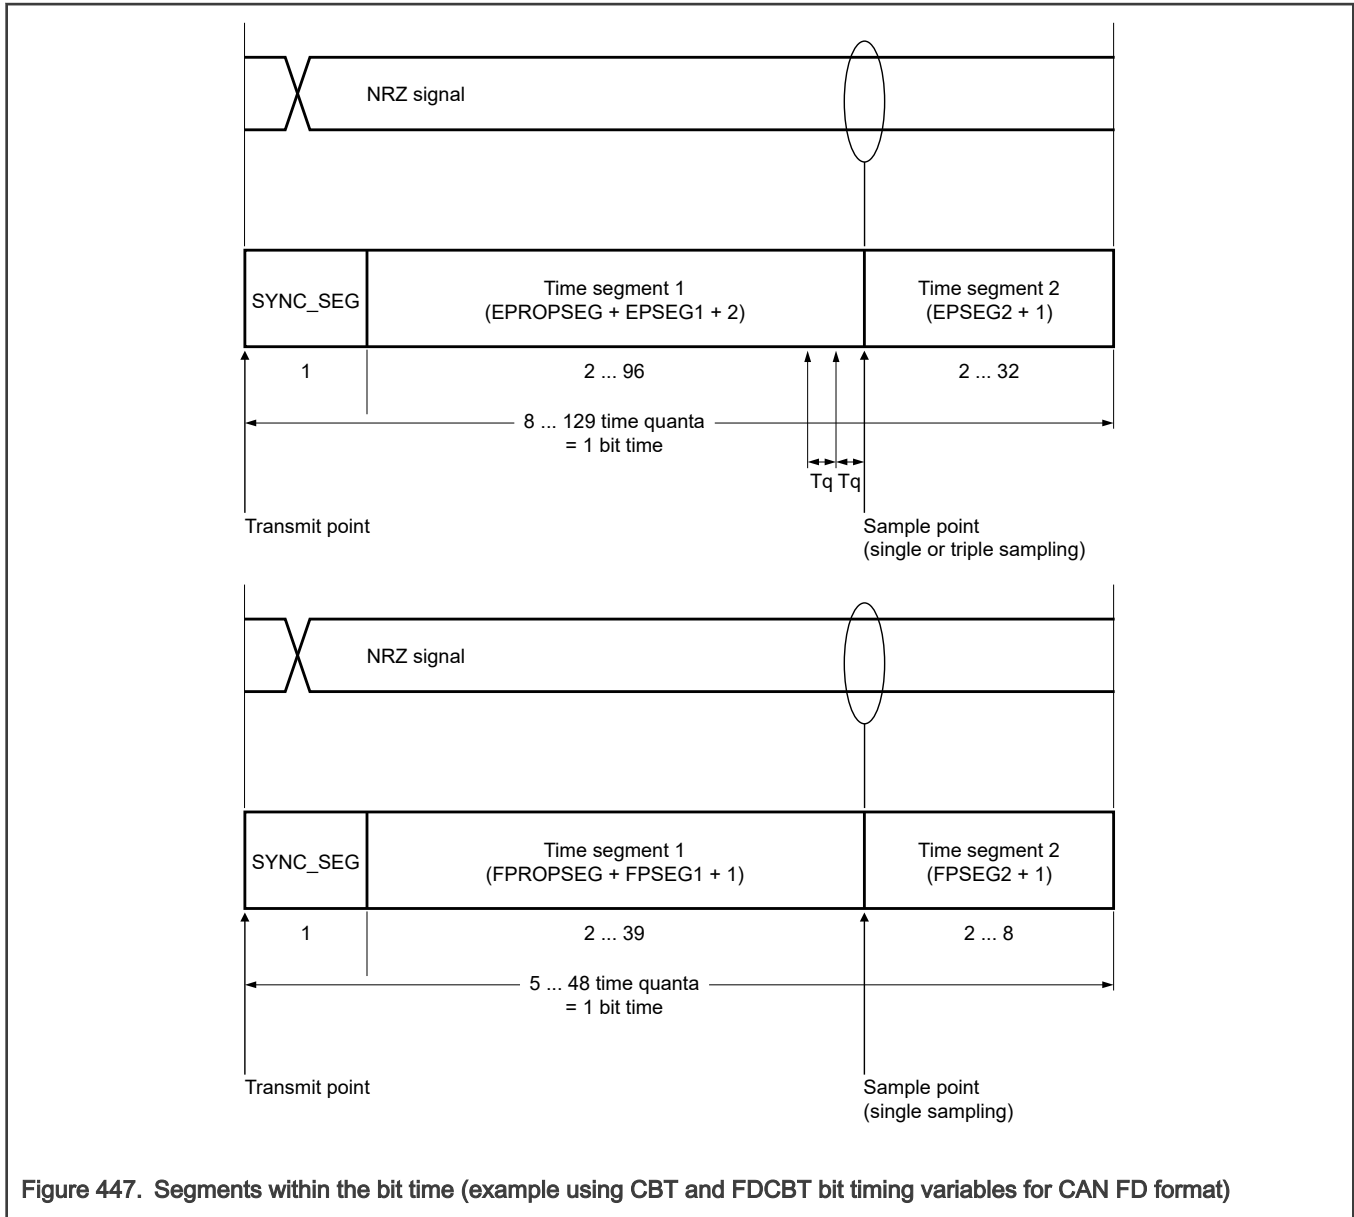 NRZ signal
SYNC_SEG
Time segment 1
(EPROPSEG + EPSEG1 + 2)
Time segment 2
(EPSEG2 + 1)
1
2 ... 96
2 ... 32
8 ... 129 time quanta
= 1 bit time
Tq Tq
Transmit point
Sample point
(single or triple sampling)
NRZ signal
SYNC_SEG
Time segment 1
(FPROPSEG + FPSEG1 + 1)
Time segment 2
(FPSEG2 + 1)
1
2 ... 39
2 ... 8
5 ... 48 time quanta
= 1 bit time
Transmit point
Sample point
(single sampling)
Figure 447. Segments within the bit time (example using CBT and FDCBT bit timing variables for CAN FD format)